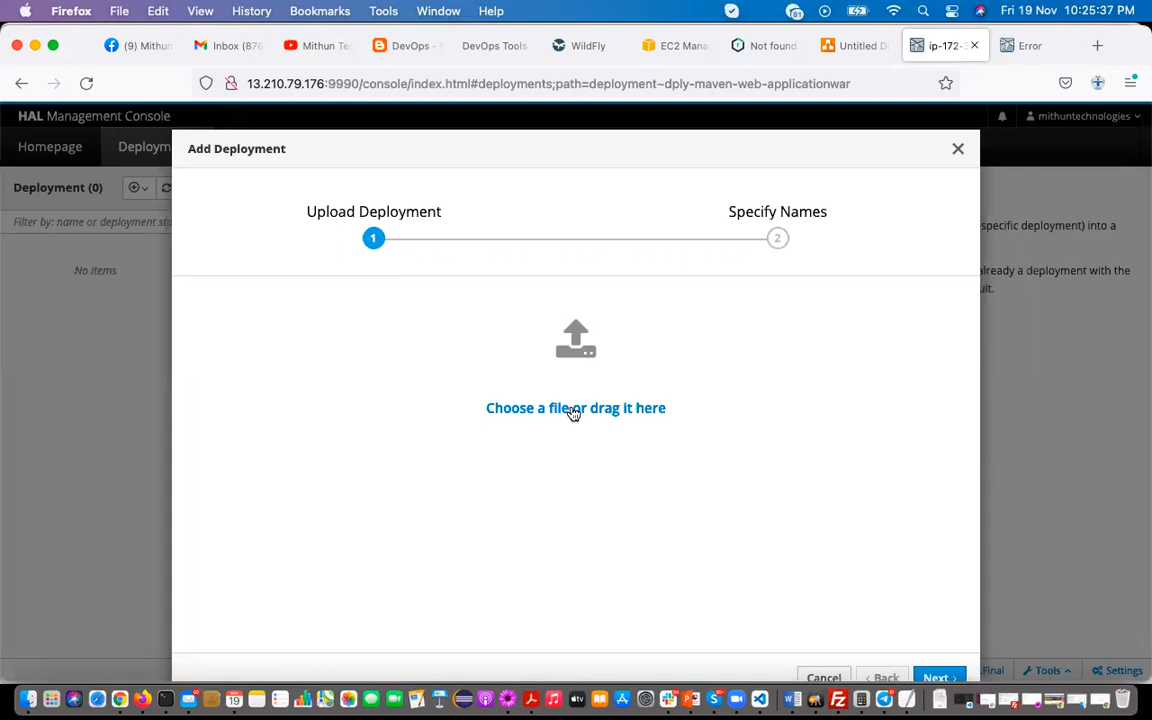 Firefox File Edit View History Bookmarks Tools Window Help Fri 19 Nov 10:25:37 PM
(9) Mithun Inbox (876 Mithun Te DevOps - DevOps Tools WildFly EC2 Mana Not found Untitled Di ip-172- Error
13.210.79.176:9990/console/index.html#deployments;path=deployment~dply-maven-web-applicationwar
HAL Management Console mithuntechnologies
Homepage Deploym
Add Deployment
Deployment (0)
Filter by: name or deployment sta
No items
Upload Deployment Specify Names
1 2
specific deployment) into a
already a deployment with the
Choose a file or drag it here
Cancel Back Next
Final Tools Settings